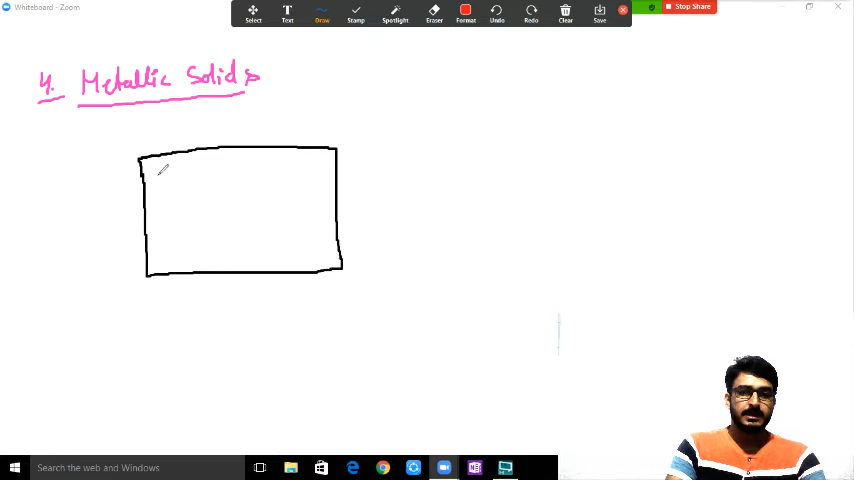 Whiteboard - Zoom
Select Text Draw Stamp Spotlight Eraser Format Undo Redo Clear Save
Stop Share
4. Metallic Solids
Search the web and Windows